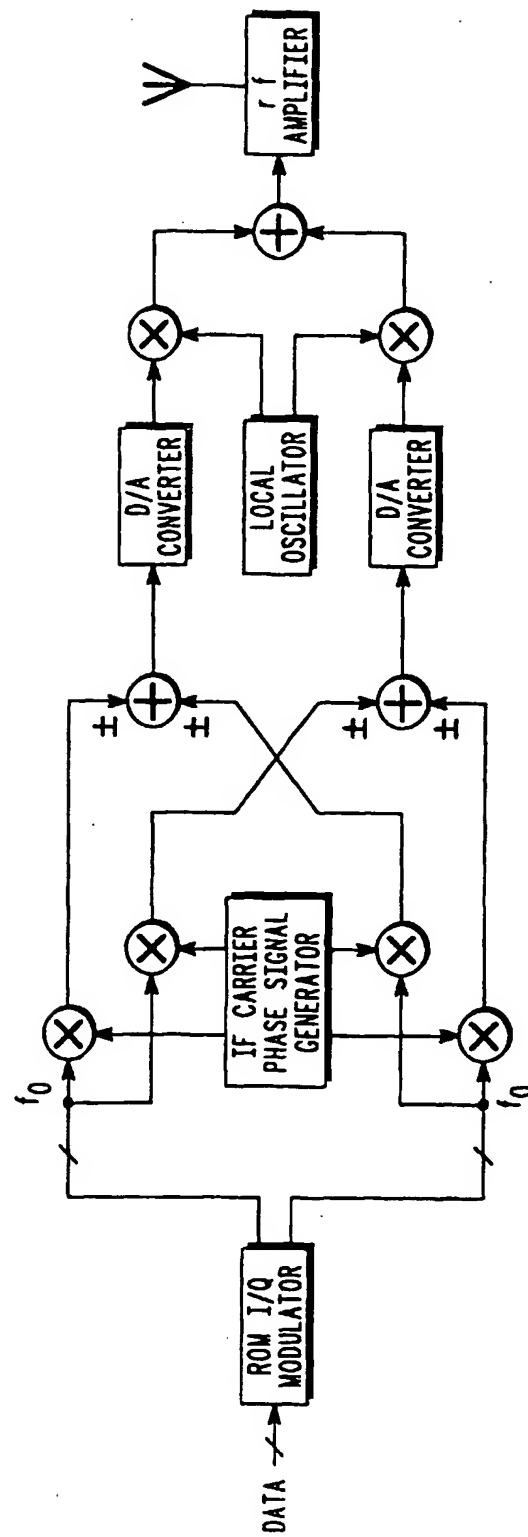 DATA
ROM I/Q
MODULATOR
f0
f0
IF CARRIER
PHASE SIGNAL
GENERATOR
±
±
±
±
D/A
CONVERTER
LOCAL
OSCILLATOR
D/A
CONVERTER
r f
AMPLIFIER